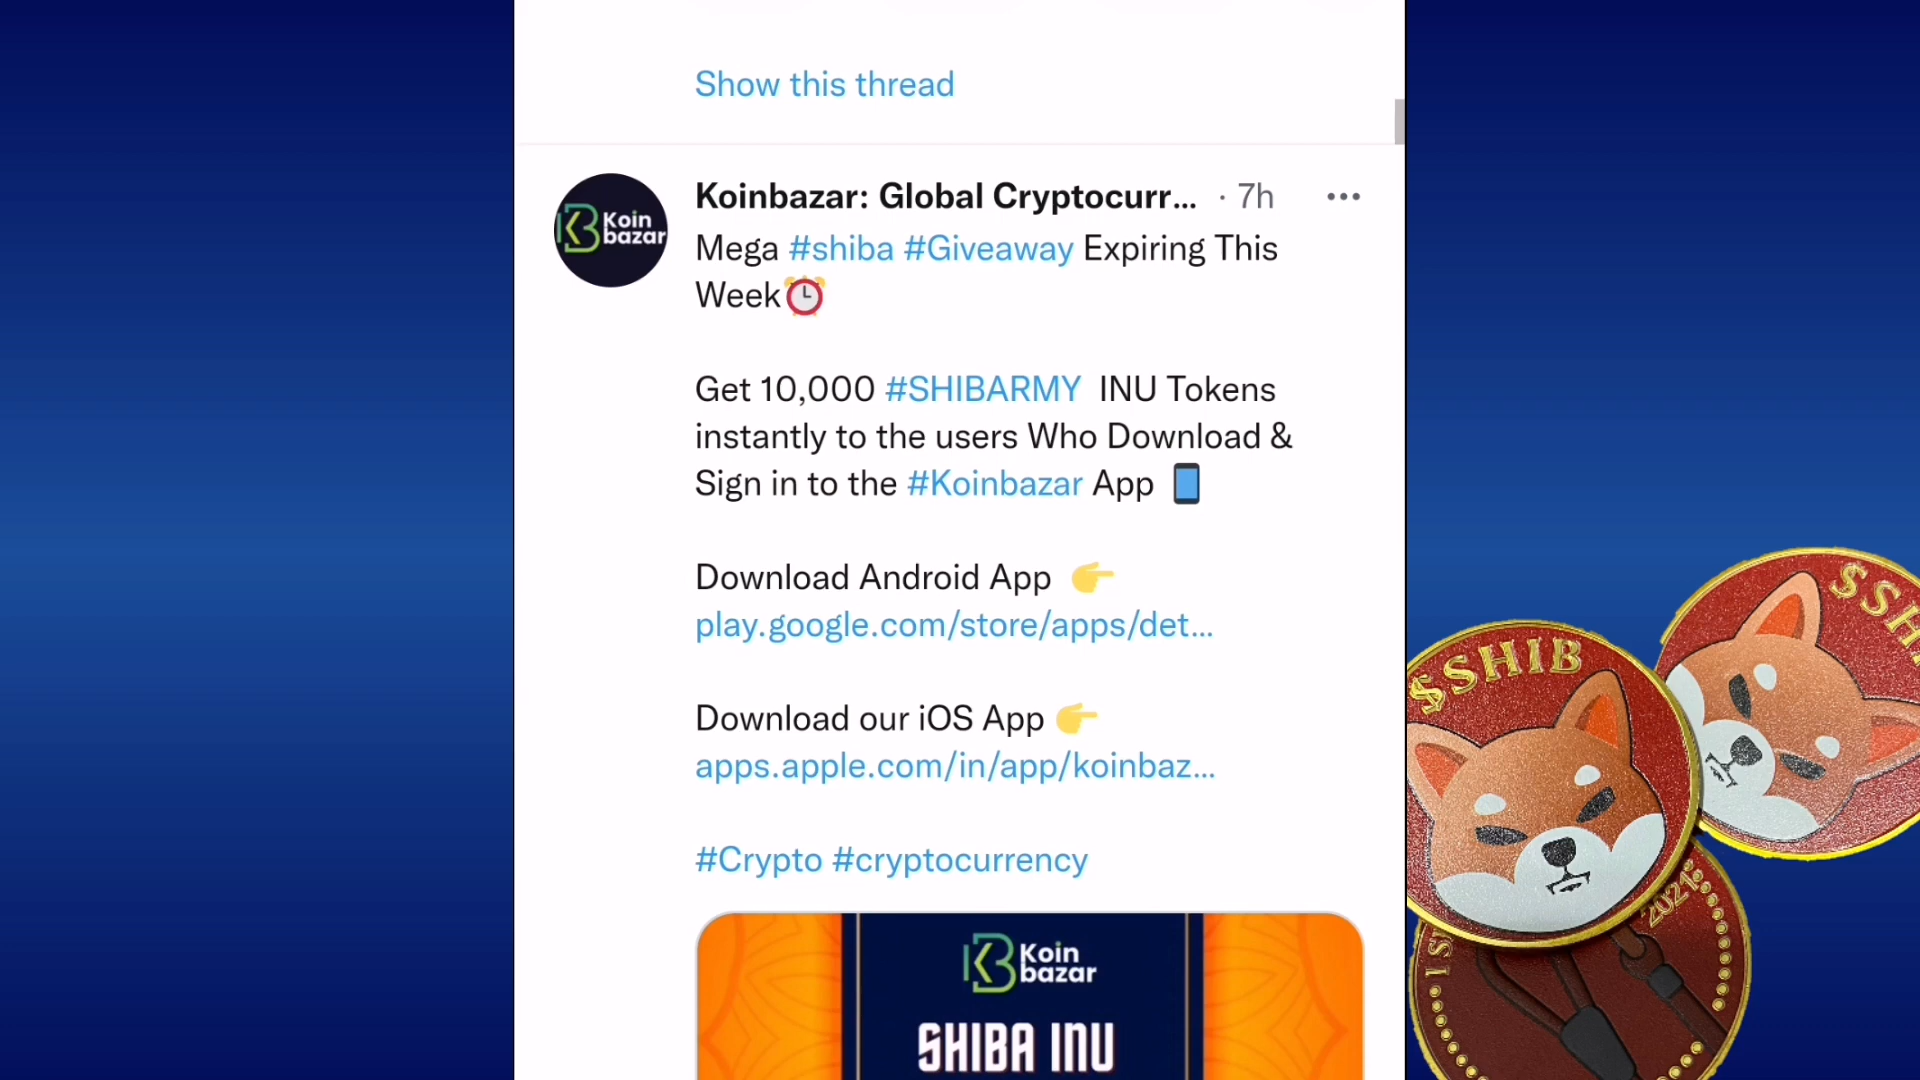 Show this thread
Koinbazar: Global Cryptocurr... · 7h
Koin
bazar
Mega #shiba #Giveaway Expiring This
Week
Get 10,000 #SHIBARMY INU Tokens
instantly to the users Who Download &
Sign in to the #Koinbazar App
Download Android App
play.google.com/store/apps/det...
Download our iOS App
apps.apple.com/in/app/koinbaz...
#Crypto #cryptocurrency
Koin
bazar
SHIBA INU
$SHIB
$SH
2021